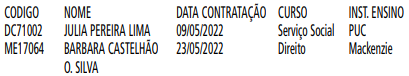 CODIGO NOME DATA CONTRATAÇÃO CURSO INST. ENSINO
DC71002 JULIA PEREIRA LIMA 09/05/2022 Serviço Social PUC
ME17064 BARBARA CASTELHÃO 23/05/2022 Direito Mackenzie
O. SILVA